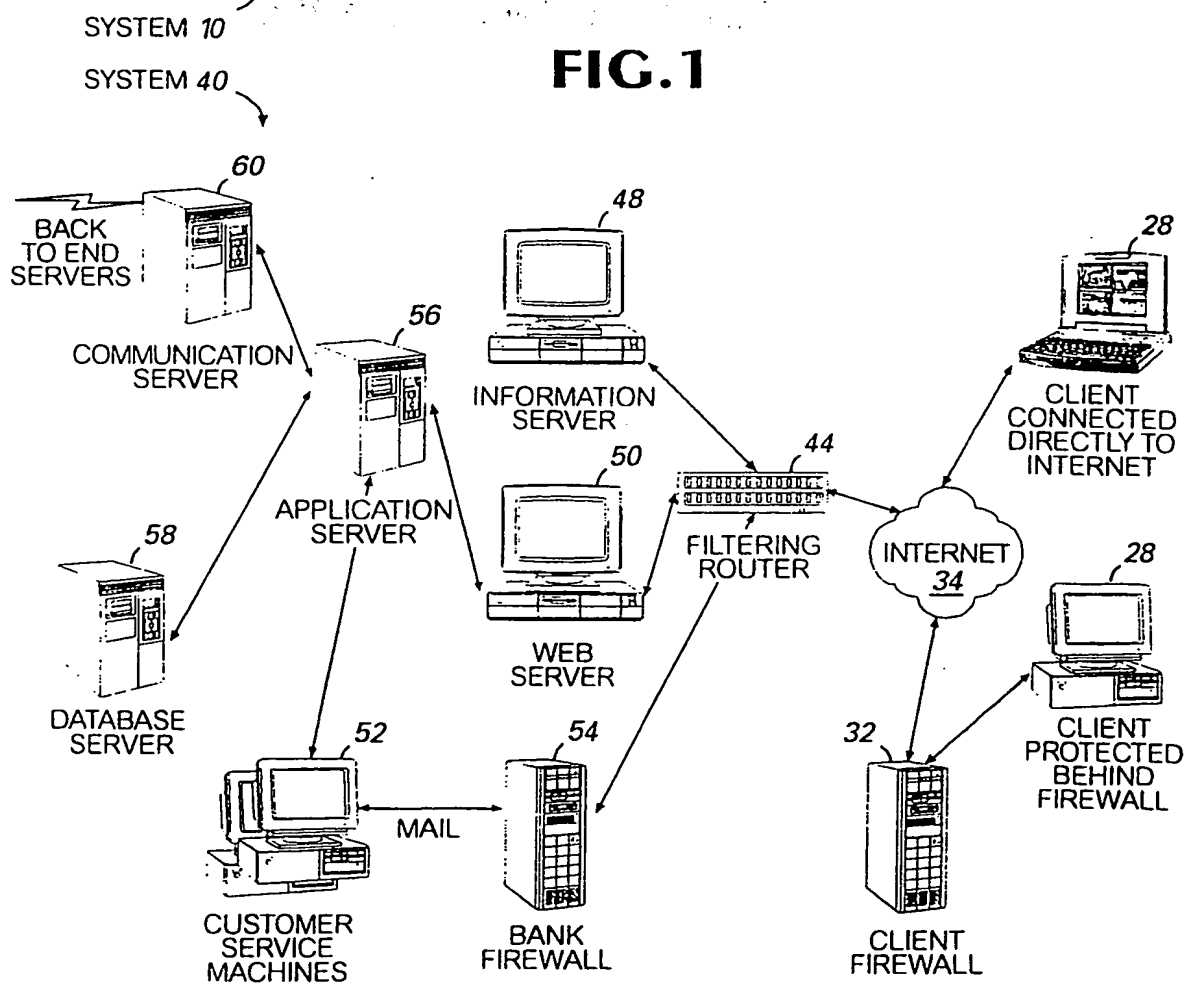 SYSTEM 10
FIG.1
SYSTEM 40
60
BACK
TO END
SERVERS
COMMUNICATION
SERVER
48
INFORMATION
SERVER
28
CLIENT
CONNECTED
DIRECTLY TO
INTERNET
56
APPLICATION
SERVER
50
WEB
SERVER
44
FILTERING
ROUTER
INTERNET
34
28
CLIENT
PROTECTED
BEHIND
FIREWALL
58
DATABASE
SERVER
52
CUSTOMER
SERVICE
MACHINES
MAIL
54
BANK
FIREWALL
32
CLIENT
FIREWALL